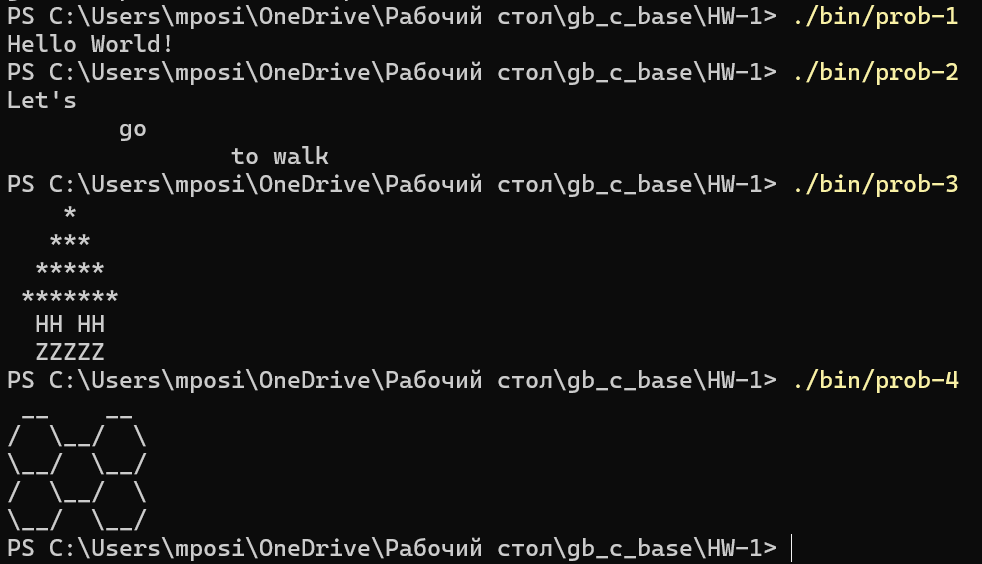 PS C:\Users\mposi\OneDrive\Рабочий стол\gb_c_base\HW-1> ./bin/prob-1
Hello World!
PS C:\Users\mposi\OneDrive\Рабочий стол\gb_c_base\HW-1> ./bin/prob-2
Let's
        go
                to walk
PS C:\Users\mposi\OneDrive\Рабочий стол\gb_c_base\HW-1> ./bin/prob-3
    *
   ***
  *****
 *******
  HH HH
  ZZZZZ
PS C:\Users\mposi\OneDrive\Рабочий стол\gb_c_base\HW-1> ./bin/prob-4
 __    __
/  \__/  \
\__/  \__/
/  \__/  \
\__/  \__/
PS C:\Users\mposi\OneDrive\Рабочий стол\gb_c_base\HW-1>